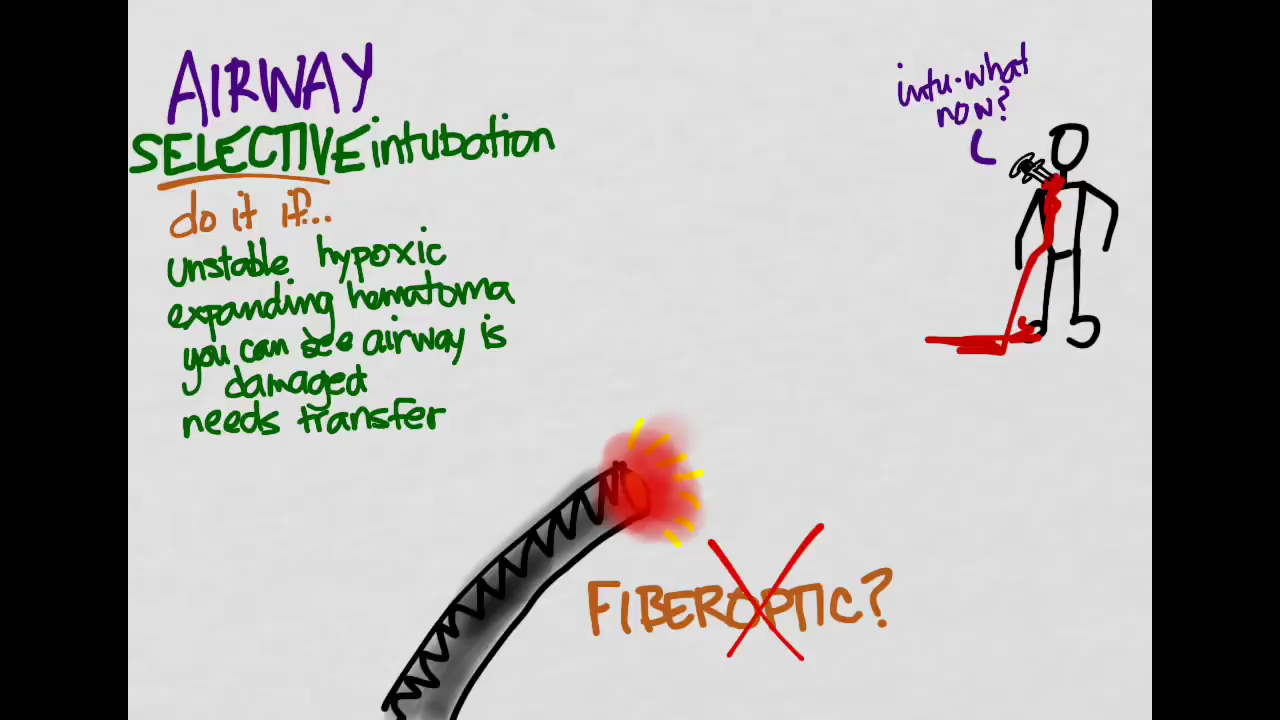 AIRWAY
SELECTIVE intubation
do it if...
unstable hypoxic
expanding hematoma
you can see airway is
damaged
needs transfer
intu-what
now?
FIBEROPTIC?